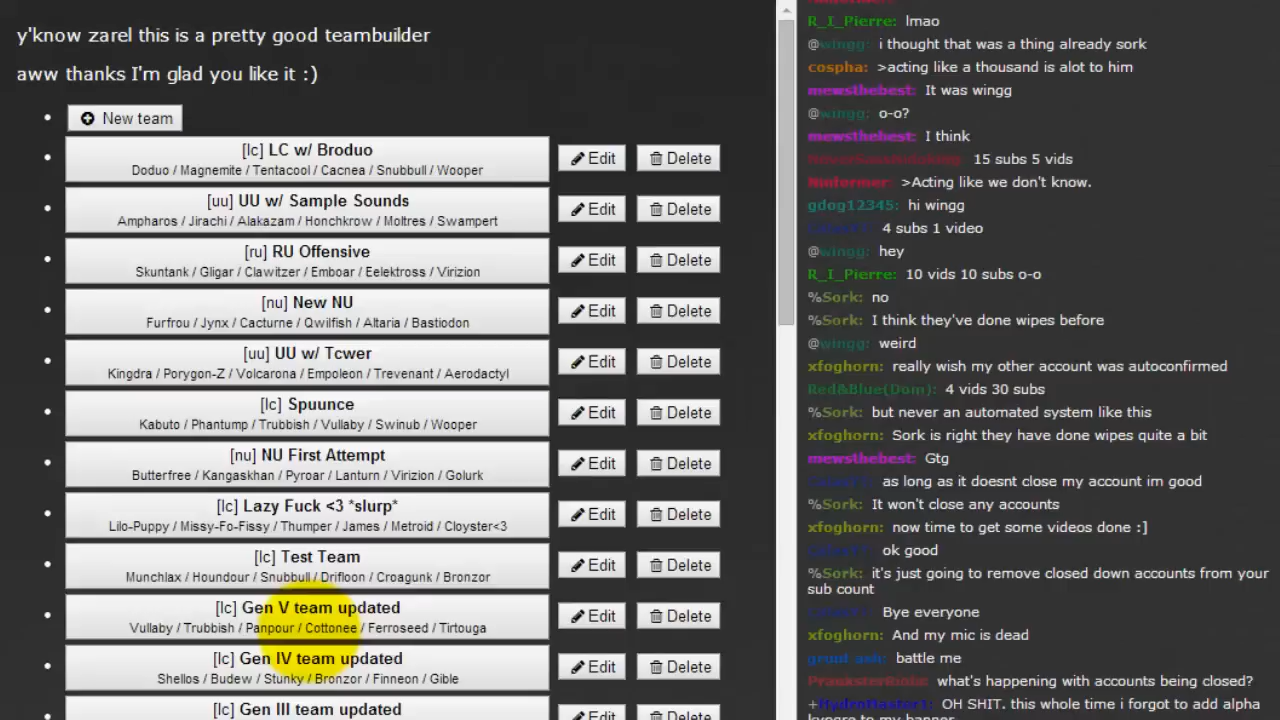 y'know zarel this is a pretty good teambuilder
aww thanks I'm glad you like it :)
New team
[lc] LC w/ Broduo
Doduo / Magnemite / Tentacool / Cacnea / Snubbull / Wooper
Edit
Delete
[uu] UU w/ Sample Sounds
Ampharos / Jirachi / Alakazam / Honchkrow / Moltres / Swampert
Edit
Delete
[ru] RU Offensive
Skuntank / Gligar / Clawitzer / Emboar / Eelektross / Virizion
Edit
Delete
[nu] New NU
Furfrou / Jynx / Cacturne / Qwilfish / Altaria / Bastiodon
Edit
Delete
[uu] UU w/ Tcwer
Kingdra / Porygon-Z / Volcarona / Empoleon / Trevenant / Aerodactyl
Edit
Delete
[lc] Spuunce
Kabuto / Phantump / Trubbish / Vullaby / Swinub / Wooper
Edit
Delete
[nu] NU First Attempt
Butterfree / Kangaskhan / Pyroar / Lanturn / Virizion / Golurk
Edit
Delete
[lc] Lazy Fuck <3 *slurp*
Lilo-Puppy / Missy-Fo-Fissy / Thumper / James / Metroid / Cloyster<3
Edit
Delete
[lc] Test Team
Munchlax / Houndour / Snubbull / Drifloon / Croagunk / Bronzor
Edit
Delete
[lc] Gen V team updated
Vullaby / Trubbish / Panpour / Cottonee / Ferroseed / Tirtouga
Edit
Delete
[lc] Gen IV team updated
Shellos / Budew / Stunky / Bronzor / Finneon / Gible
Edit
Delete
[lc] Gen III team updated
Edit
Delete
R_I_Pierre: lmao
@wingg: i thought that was a thing already sork
cospha: >acting like a thousand is alot to him
mewsthebest: It was wingg
@wingg: o-o?
mewsthebest: I think
15 subs 5 vids
>Acting like we don't know.
gdog12345: hi wingg
4 subs 1 video
@wingg: hey
R_I_Pierre: 10 vids 10 subs o-o
%Sork: no
%Sork: I think they've done wipes before
@wingg: weird
xfoghorn: really wish my other account was autoconfirmed
Red&Blue(Dom): 4 vids 30 subs
%Sork: but never an automated system like this
xfoghorn: Sork is right they have done wipes quite a bit
mewsthebest: Gtg
as long as it doesnt close my account im good
%Sork: It won't close any accounts
xfoghorn: now time to get some videos done :]
ok good
%Sork: it's just going to remove closed down accounts from your
sub count
Bye everyone
xfoghorn: And my mic is dead
battle me
what's happening with accounts being closed?
OH SHIT. this whole time i forgot to add alpha
kyogre to my banner